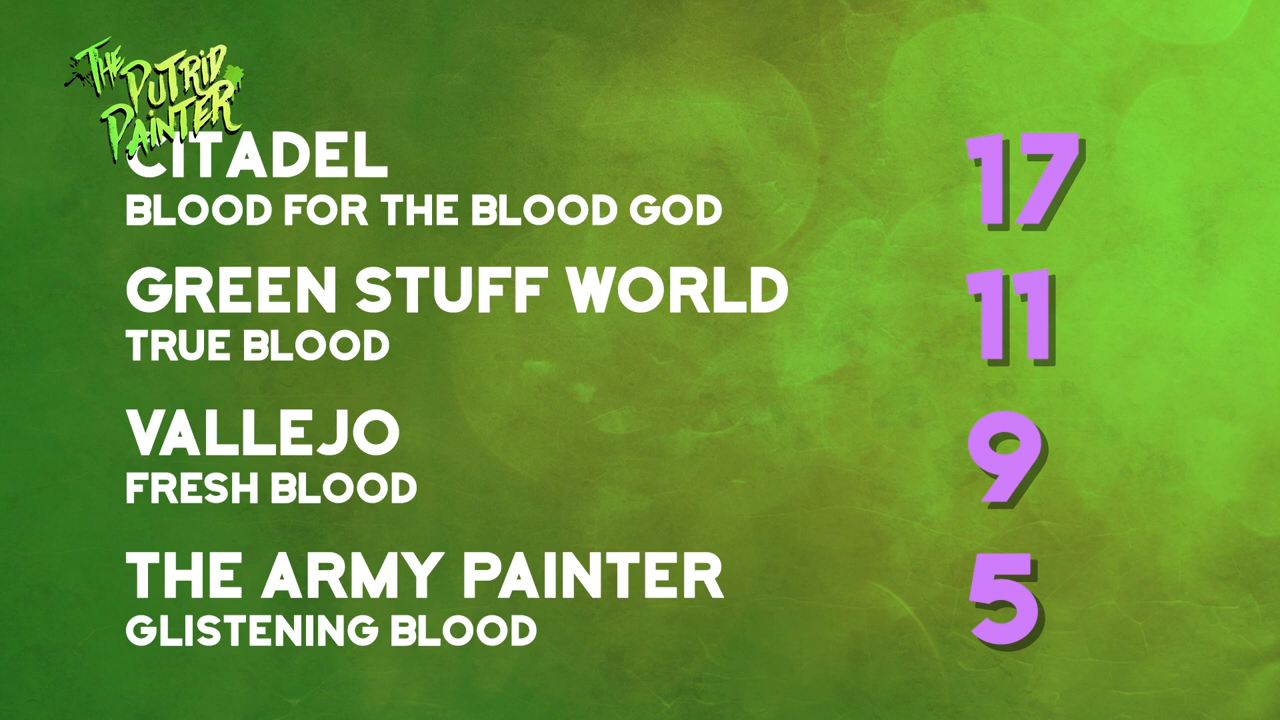 THE
PUTRID
PAINTER
CITADEL
17
BLOOD FOR THE BLOOD GOD
GREEN STUFF WORLD
11
TRUE BLOOD
VALLEJO
9
FRESH BLOOD
THE ARMY PAINTER
5
GLISTENING BLOOD